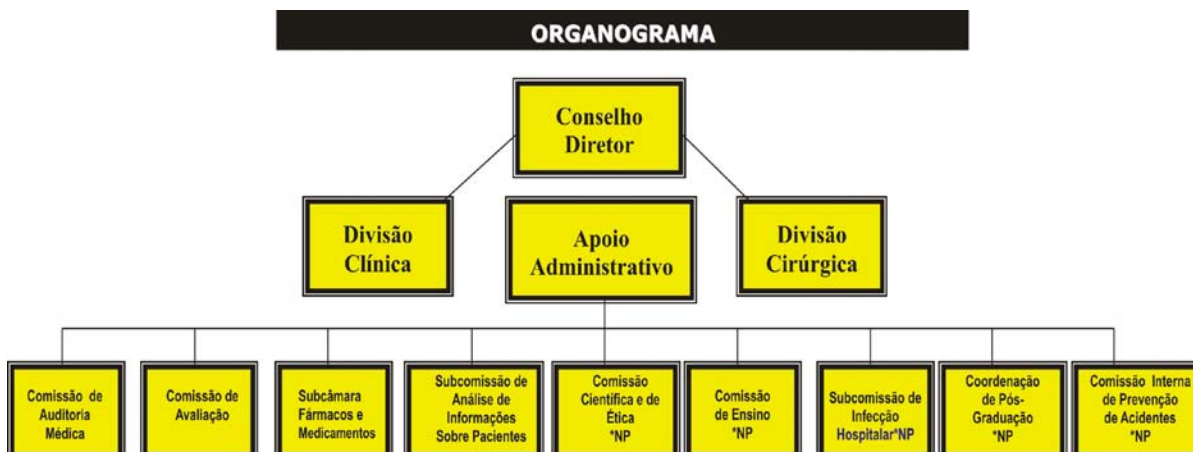 ORGANOGRAMA
Conselho
Diretor
Divisão
Clínica
Apoio
Administrativo
Divisão
Cirúrgica
Comissão de
Auditoria
Médica
Comissão de
Avaliação
Subcâmara
Fármacos e
Medicamentos
Subcomissão de
Análise de
Informações
Sobre Pacientes
Comissão
Científica e de
Ética
*NP
Comissão
de Ensino
*NP
Subcomissão de
Infecção
Hospitalar*NP
Coordenação
de Pós-
Graduação
*NP
Comissão Interna
de Prevenção
de Acidentes
*NP